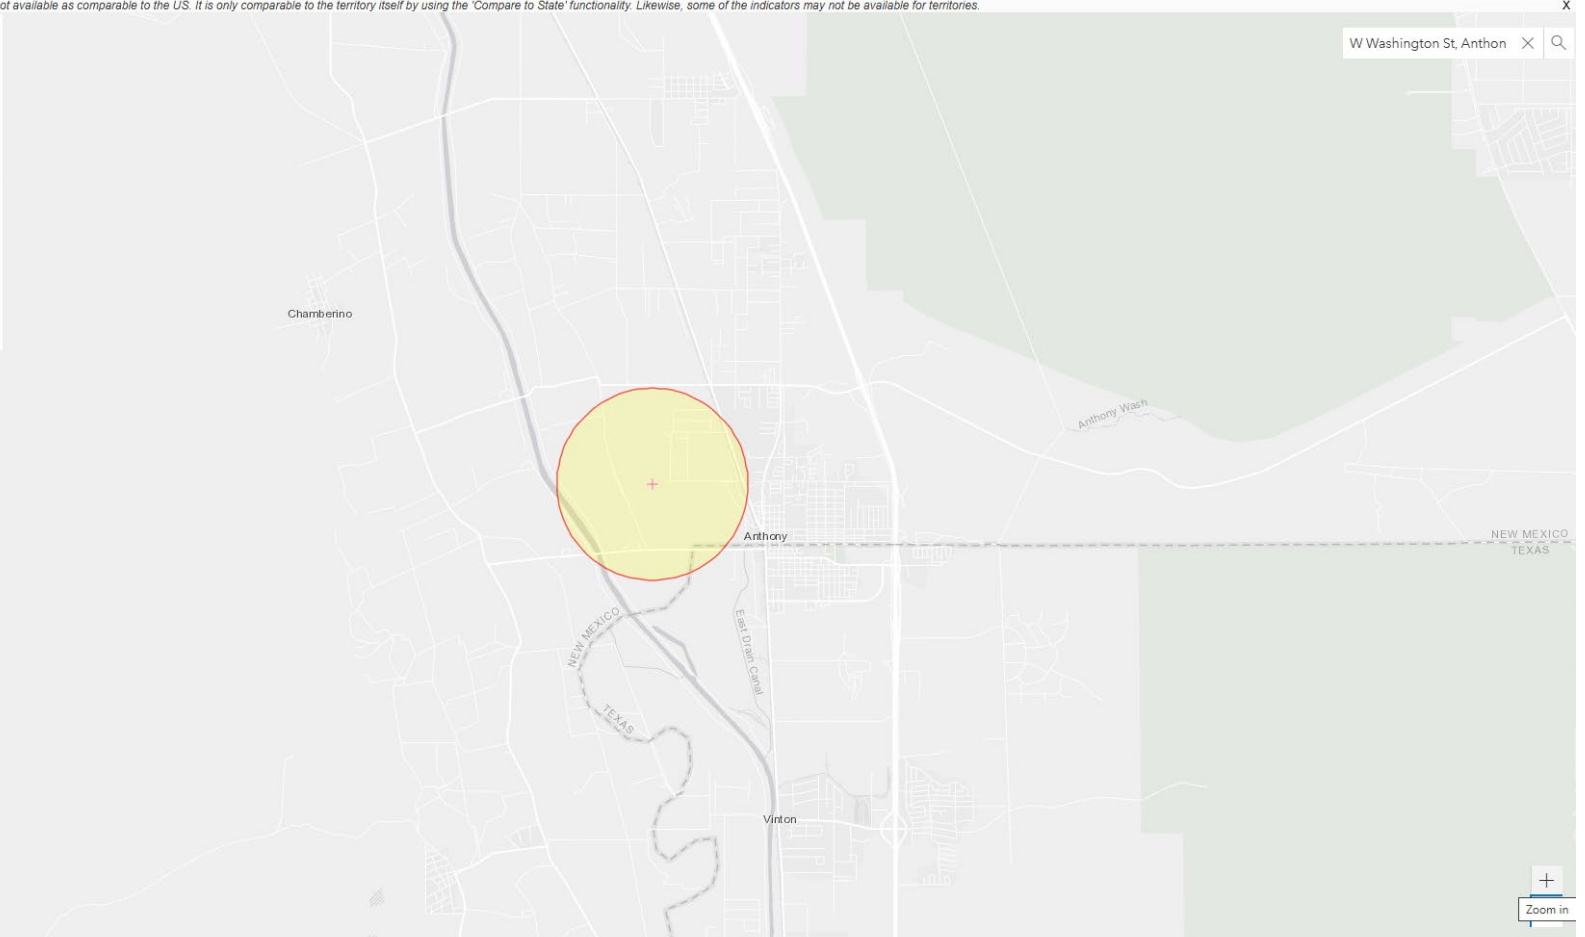 ot available as comparable to the US. It is only comparable to the territory itself by using the 'Compare to State' functionality. Likewise, some of the indicators may not be available for territories.
X
W Washington St, Anthon
Chamberino
Anthony Wash
Anthony
NEW MEXICO
TEXAS
NEW MEXICO
East Drain Canal
TEXAS
Vinton
Zoom in